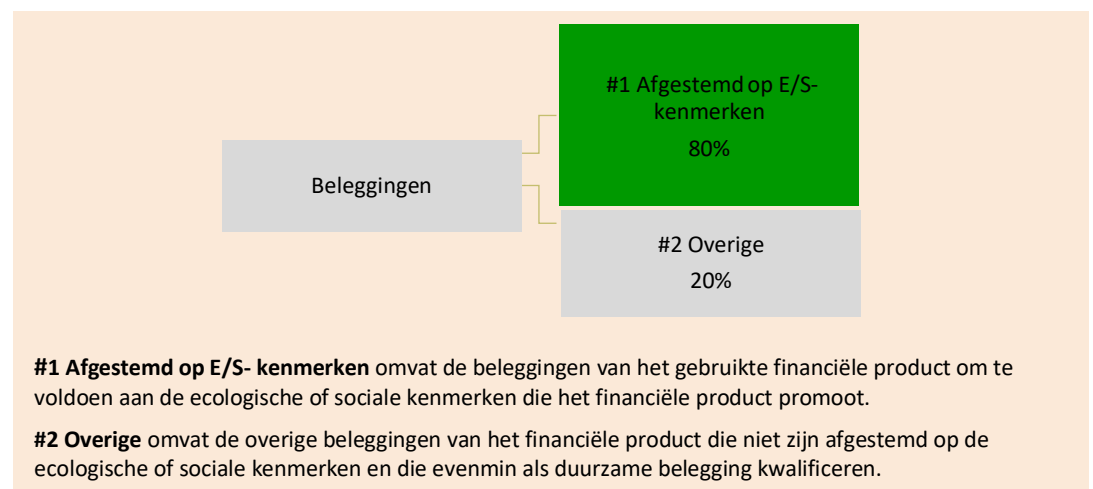 #1 Afgestemd op E/S-
kenmerken
80%
Beleggingen
#2 Overige
20%
#1 Afgestemd op E/S- kenmerken omvat de beleggingen van het gebruikte financiële product om te
voldoen aan de ecologische of sociale kenmerken die het financiële product promoot.
#2 Overige omvat de overige beleggingen van het financiële product die niet zijn afgestemd op de
ecologische of sociale kenmerken en die evenmin als duurzame belegging kwalificeren.